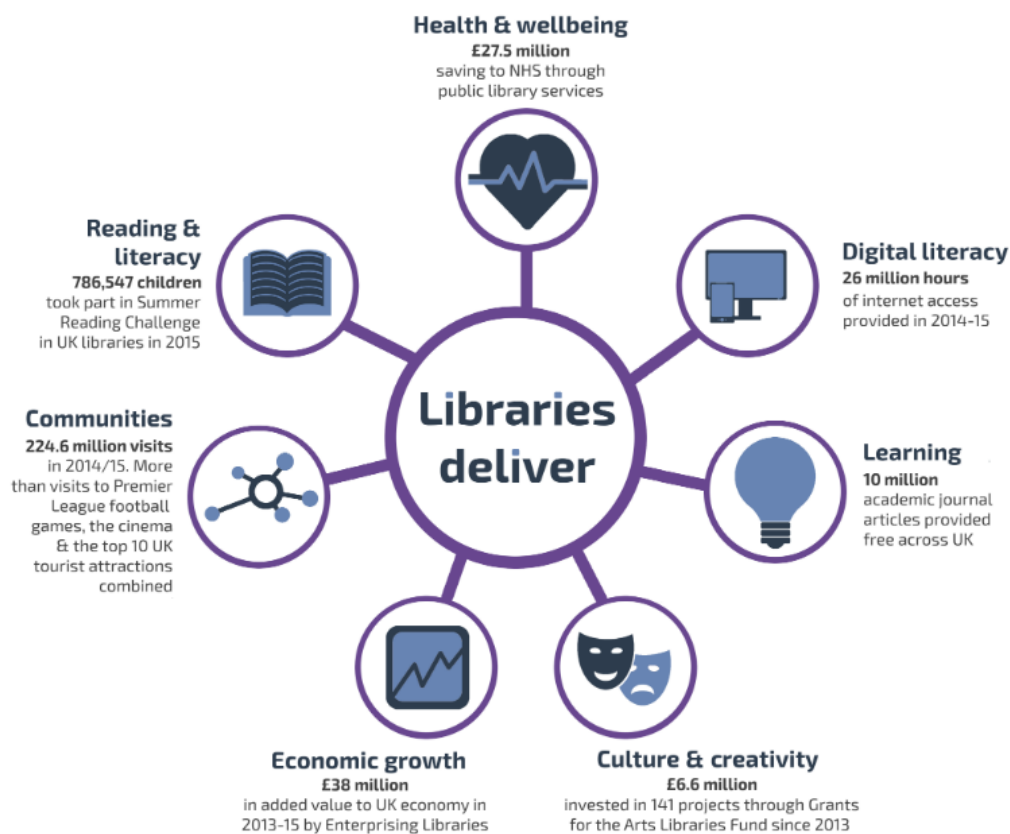 Health & wellbeing
£27.5 million
saving to NHS through
public library services
Digital literacy
26 million hours
of internet access
provided in 2014-15
Learning
10 million
academic journal
articles provided
free across UK
Culture & creativity
£6.6 million
invested in 141 projects through Grants
for the Arts Libraries Fund since 2013
Economic growth
£38 million
in added value to UK economy in
2013-15 by Enterprising Libraries
Communities
224.6 million visits
in 2014/15. More
than visits to Premier
League football
games, the cinema
& the top 10 UK
tourist attractions
combined
Reading &
literacy
786,547 children
took part in Summer
Reading Challenge
in UK libraries in 2015
Libraries
deliver